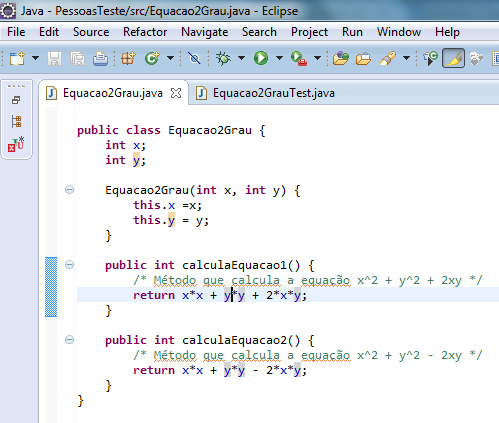 Java - PessoasTeste/src/Equacao2Grau.java - Eclipse
File Edit Source Refactor Navigate Search Project Run Window Help
Equacao2Grau.java Equacao2GrauTest.java
public class Equacao2Grau {
int x;
int y;
Equacao2Grau(int x, int y) {
this.x =x;
this.y = y;
}
public int calculaEquacao1() {
/* Método que calcula a equação x^2 + y^2 + 2xy */
return x*x + y*y + 2*x*y;
}
public int calculaEquacao2() {
/* Método que calcula a equação x^2 + y^2 - 2xy */
return x*x + y*y - 2*x*y;
}
}